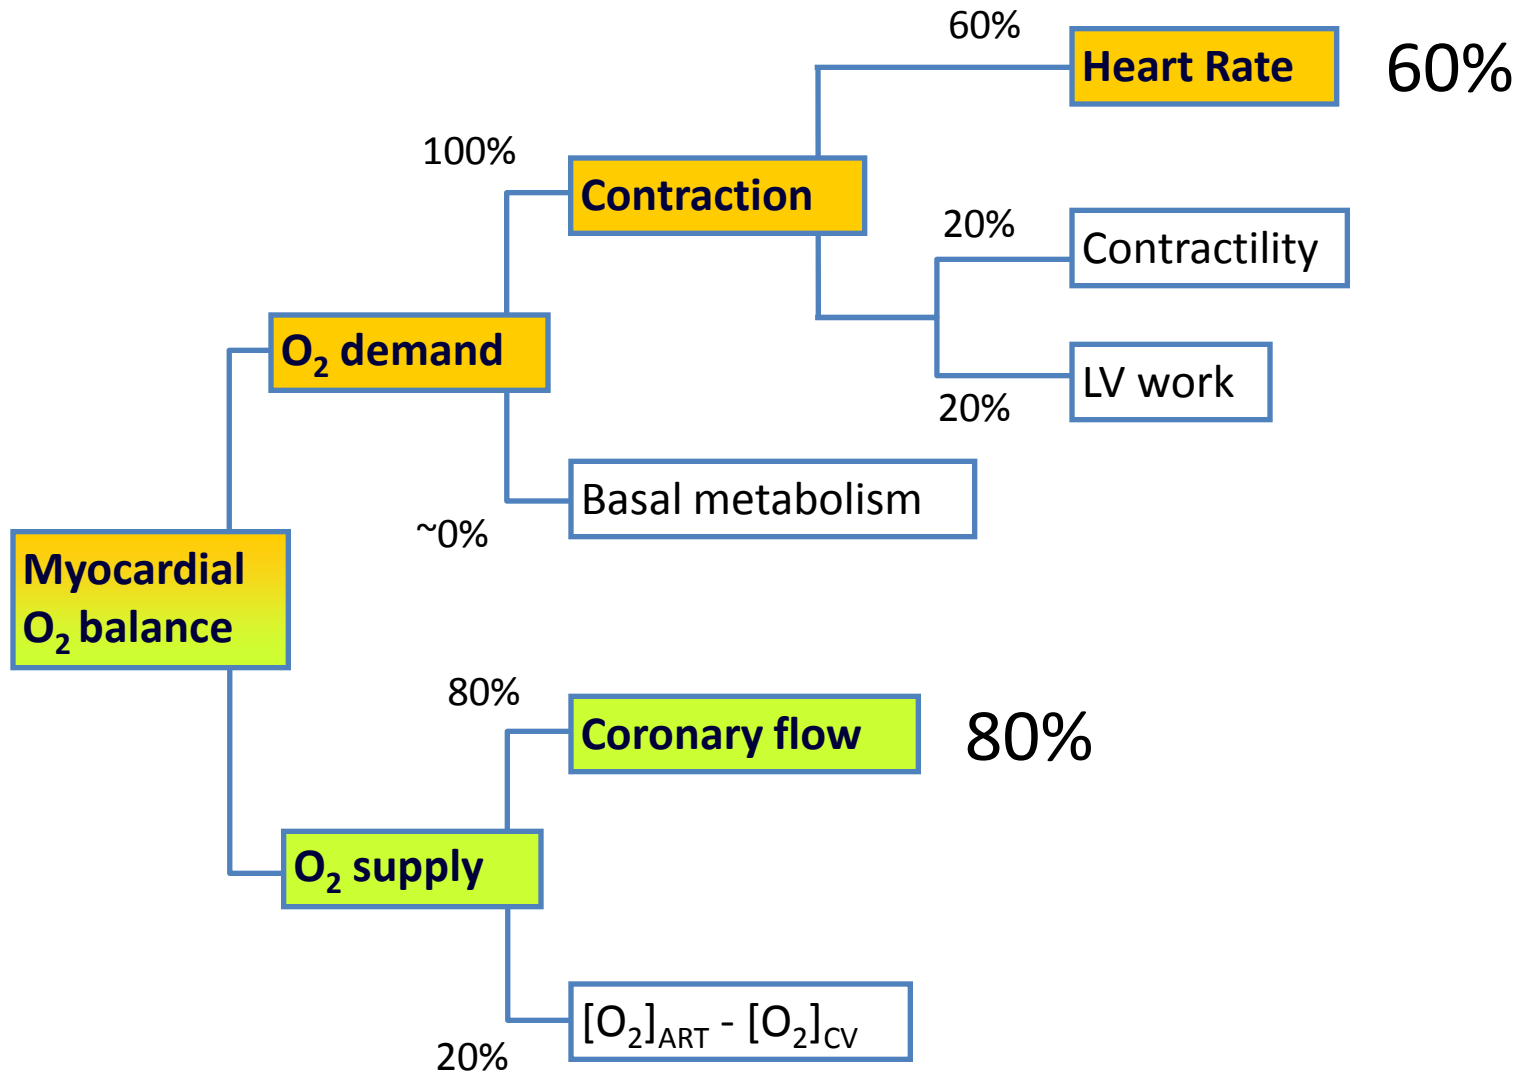 60%
Heart Rate
60%
100%
Contraction
20%
Contractility
O₂ demand
LV work
20%
Basal metabolism
~0%
Myocardial
O₂ balance
80%
Coronary flow
80%
O₂ supply
[O₂]ART - [O₂]CV
20%